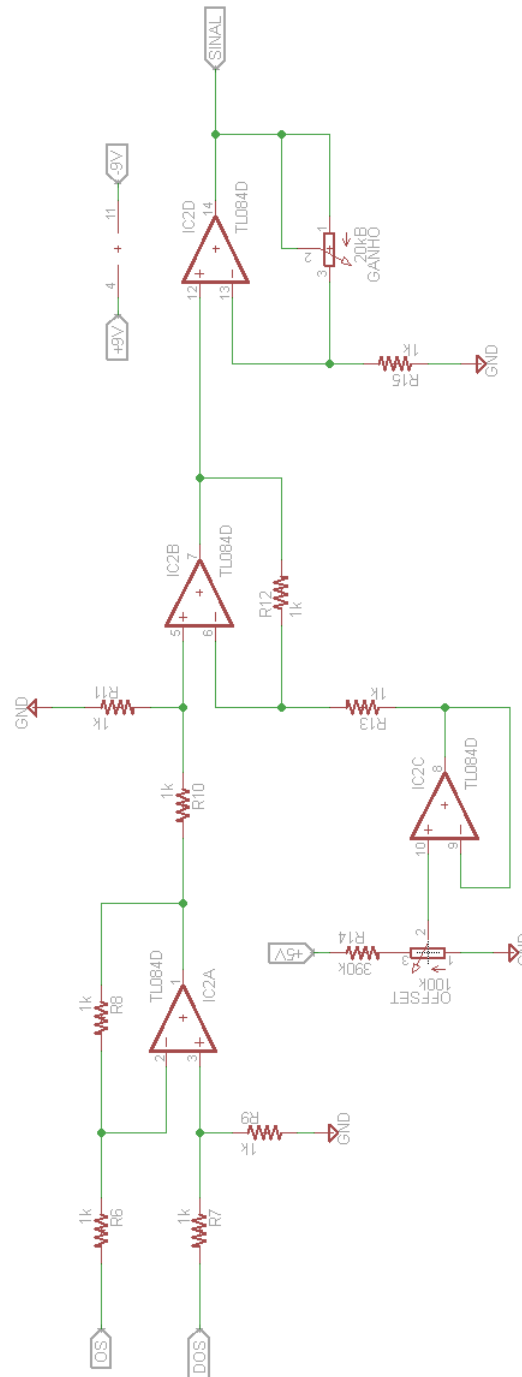 OS
DOS
R6
1k
R7
1k
R8
1k
R9
1k
GND
2
3
1
TL084D
IC2A
1k
R10
GND
R11
1k
5
6
7
IC2B
TL084D
R12
1k
R13
1k
+5V
R14
390k
OFFSET
100k
3
2
1
GND
10
9
8
IC2C
TL084D
12
13
14
IC2D
TL084D
1
2
3
20kB
GANHO
R15
1k
GND
+9V
4
11
-9V
SINAL